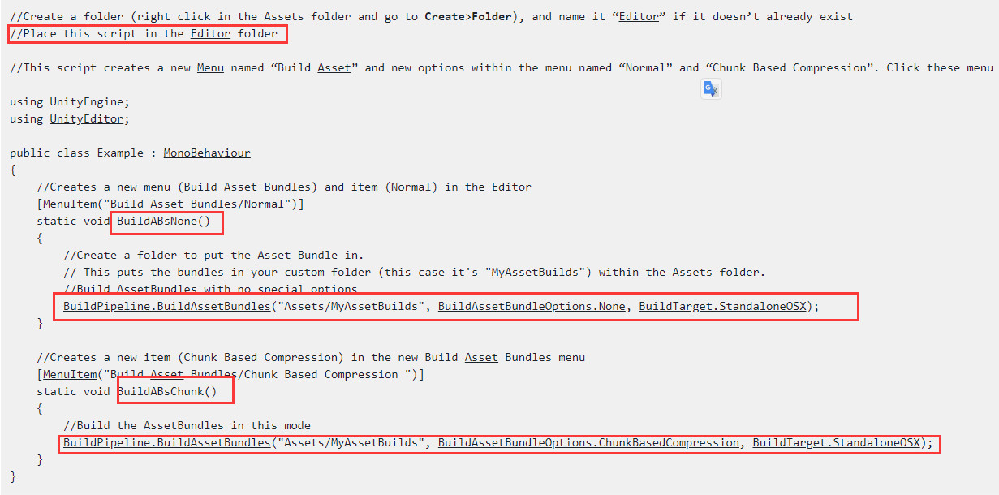 //Create a folder (right click in the Assets folder and go to Create>Folder), and name it “Editor” if it doesn’t already exist
//Place this script in the Editor folder
//This script creates a new Menu named “Build Asset” and new options within the menu named “Normal” and “Chunk Based Compression”. Click these menu
using UnityEngine;
using UnityEditor;
public class Example : MonoBehaviour
{
    //Creates a new menu (Build Asset Bundles) and item (Normal) in the Editor
    [MenuItem("Build Asset Bundles/Normal")]
    static void BuildABsNone()
    {
        //Create a folder to put the Asset Bundle in.
        // This puts the bundles in your custom folder (this case it's "MyAssetBuilds") within the Assets folder.
        //Build AssetBundles with no special options
        BuildPipeline.BuildAssetBundles("Assets/MyAssetBuilds", BuildAssetBundleOptions.None, BuildTarget.StandaloneOSX);
    }
    //Creates a new item (Chunk Based Compression) in the new Build Asset Bundles menu
    [MenuItem("Build Asset Bundles/Chunk Based Compression ")]
    static void BuildABsChunk()
    {
        //Build the AssetBundles in this mode
        BuildPipeline.BuildAssetBundles("Assets/MyAssetBuilds", BuildAssetBundleOptions.ChunkBasedCompression, BuildTarget.StandaloneOSX);
    }
}